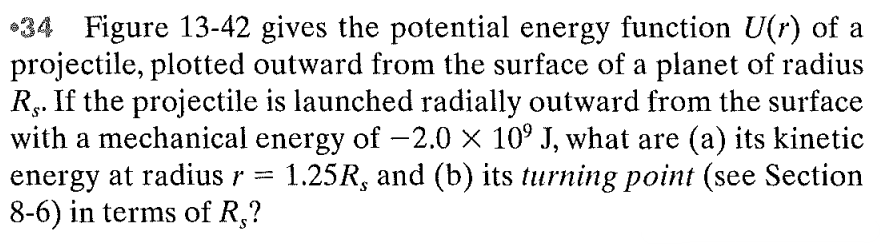 •34 Figure 13-42 gives the potential energy function U(r) of a
projectile, plotted outward from the surface of a planet of radius
Rₛ. If the projectile is launched radially outward from the surface
with a mechanical energy of −2.0 × 10⁹ J, what are (a) its kinetic
energy at radius r = 1.25Rₛ and (b) its turning point (see Section
8-6) in terms of Rₛ?